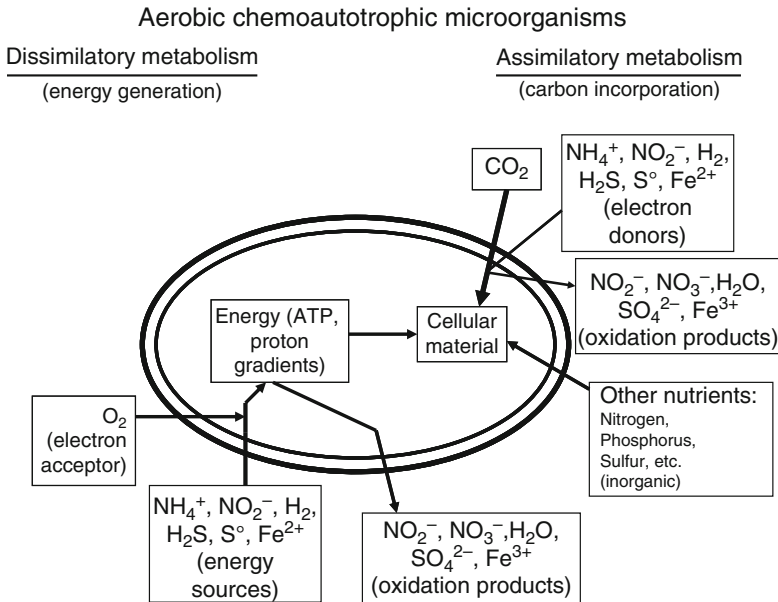 Aerobic chemoautotrophic microorganisms
Dissimilatory metabolism
(energy generation)
Assimilatory metabolism
(carbon incorporation)
CO₂
NH₄⁺, NO₂⁻, H₂,
H₂S, S°, Fe²⁺
(electron
donors)
NO₂⁻, NO₃⁻,H₂O,
SO₄²⁻, Fe³⁺
(oxidation products)
Energy (ATP,
proton
gradients)
Cellular
material
O₂
(electron
acceptor)
Other nutrients:
Nitrogen,
Phosphorus,
Sulfur, etc.
(inorganic)
NH₄⁺, NO₂⁻, H₂,
H₂S, S°, Fe²⁺
(energy
sources)
NO₂⁻, NO₃⁻,H₂O,
SO₄²⁻, Fe³⁺
(oxidation products)